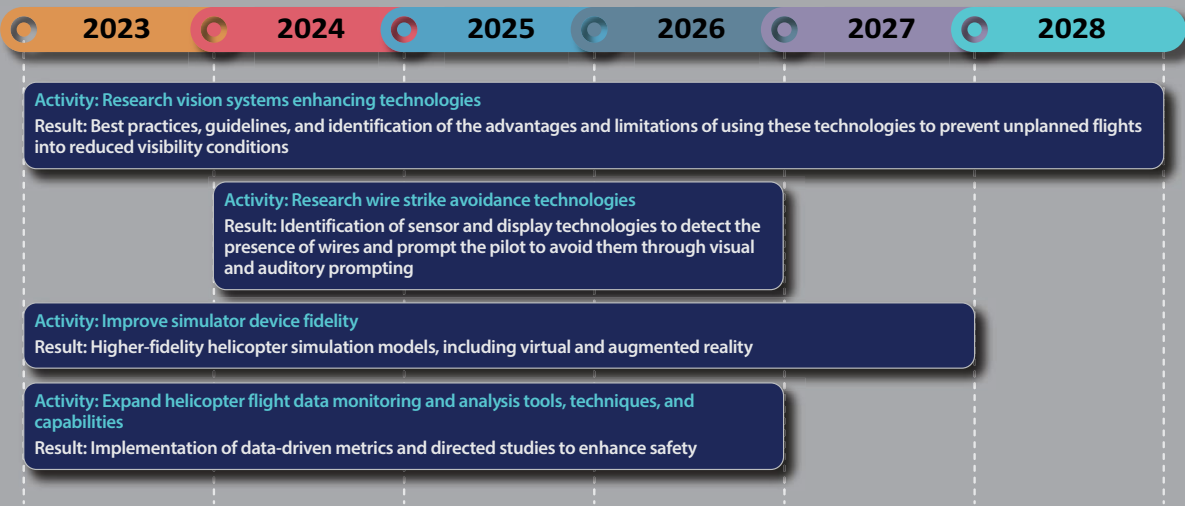 2023 2024 2025 2026 2027 2028
Activity: Research vision systems enhancing technologies
Result: Best practices, guidelines, and identification of the advantages and limitations of using these technologies to prevent unplanned flights
into reduced visibility conditions
Activity: Research wire strike avoidance technologies
Result: Identification of sensor and display technologies to detect the
presence of wires and prompt the pilot to avoid them through visual
and auditory prompting
Activity: Improve simulator device fidelity
Result: Higher-fidelity helicopter simulation models, including virtual and augmented reality
Activity: Expand helicopter flight data monitoring and analysis tools, techniques, and
capabilities
Result: Implementation of data-driven metrics and directed studies to enhance safety